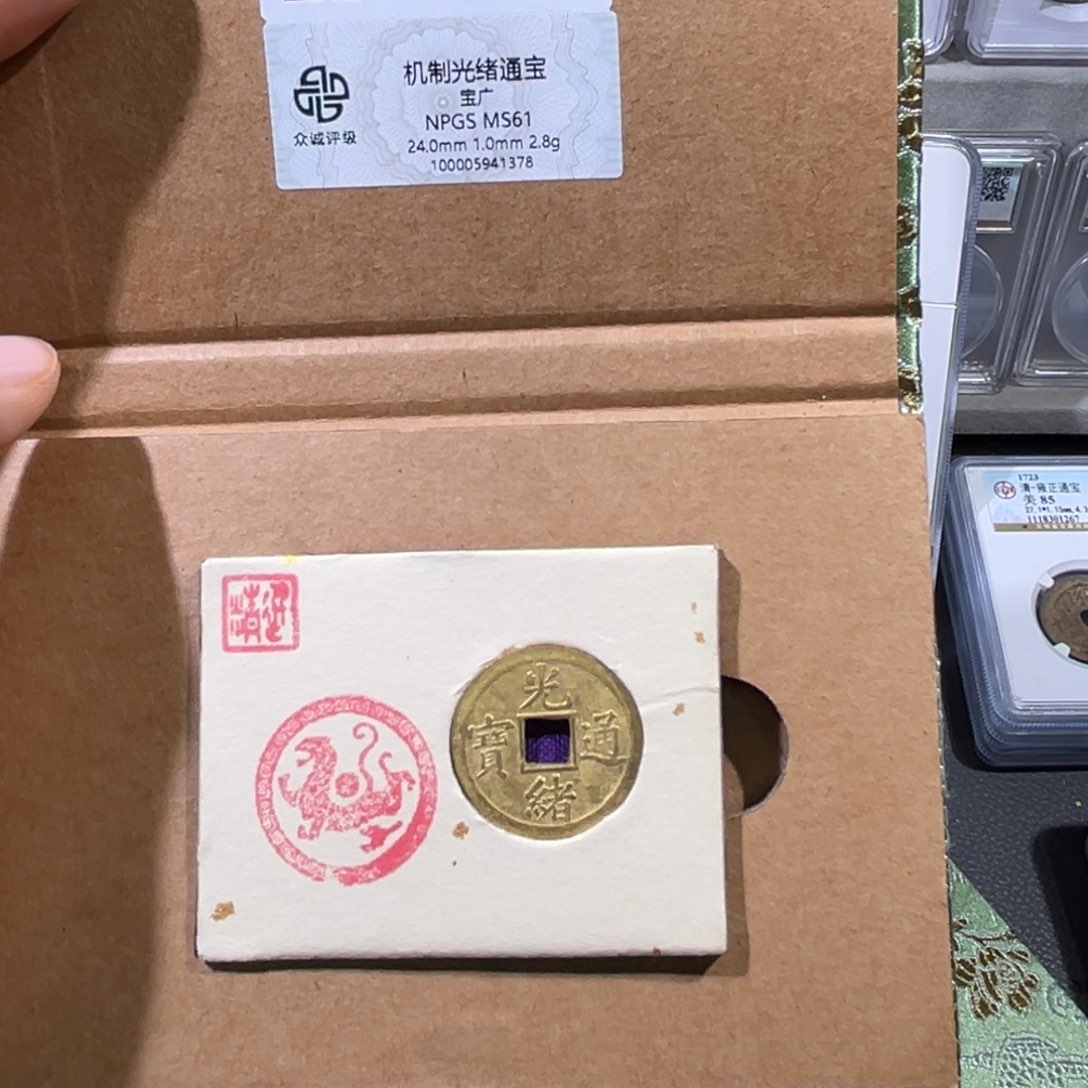 机制光绪通宝
宝广
NPGS MS61
24.0mm 1.0mm 2.8g
100005941378
众诚评级
光緒通寶
1723
清-雍正通宝
美 85
1118301267